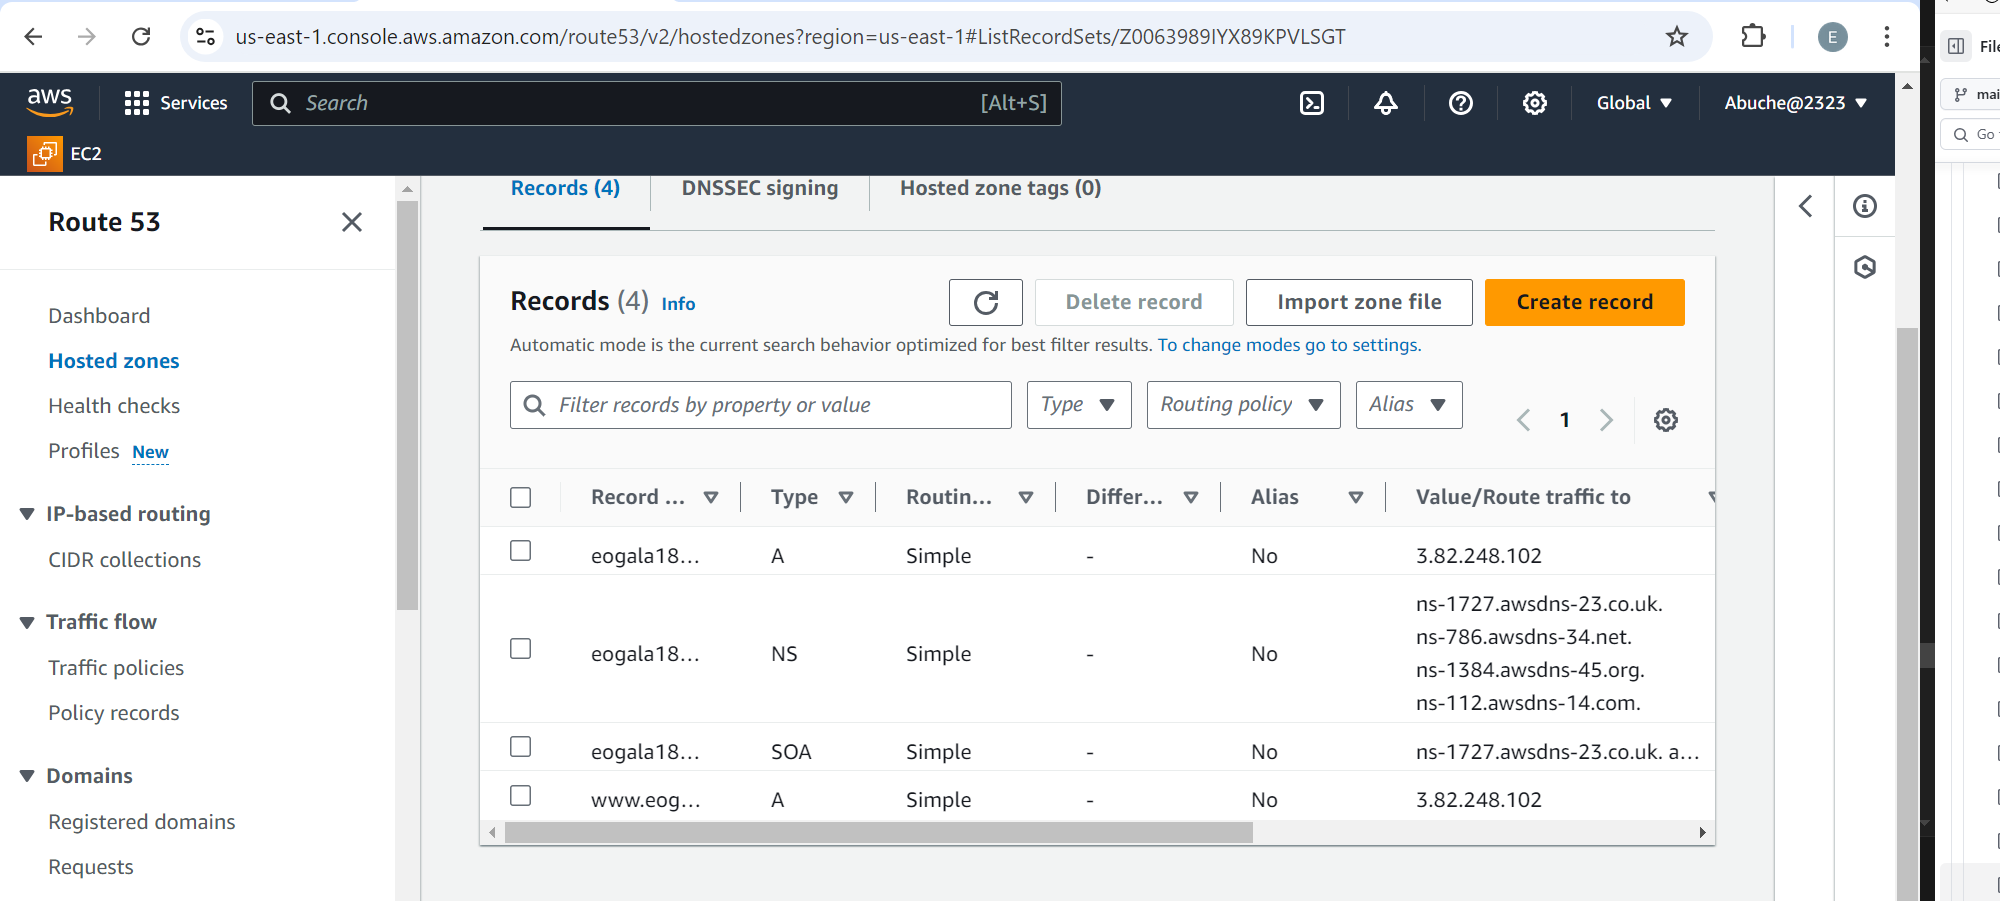 us-east-1.console.aws.amazon.com/route53/v2/hostedzones?region=us-east-1#ListRecordSets/Z0063989IYX89KPVLSGT
E
File
aws
Services
Search
[Alt+S]
Global
Abuche@2323
mai
Go
EC2
Route 53
Dashboard
Hosted zones
Health checks
Profiles New
IP-based routing
CIDR collections
Traffic flow
Traffic policies
Policy records
Domains
Registered domains
Requests
Records (4)
DNSSEC signing
Hosted zone tags (0)
Records (4) Info
Delete record
Import zone file
Create record
Automatic mode is the current search behavior optimized for best filter results. To change modes go to settings.
Filter records by property or value
Type
Routing policy
Alias
1
Record ... Type Routin... Differ... Alias Value/Route traffic to
eogala18... A Simple - No 3.82.248.102
eogala18... NS Simple - No ns-1727.awsdns-23.co.uk.
ns-786.awsdns-34.net.
ns-1384.awsdns-45.org.
ns-112.awsdns-14.com.
eogala18... SOA Simple - No ns-1727.awsdns-23.co.uk. a...
www.eog... A Simple - No 3.82.248.102